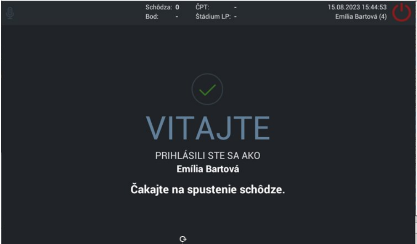 Schôdza: 0 ČPT: - 15.08.2023 15:44:53
Bod: - Štádium LP: - Emília Bartová (4)
VITAJTE
PRIHLÁSILI STE SA AKO
Emília Bartová
Čakajte na spustenie schôdze.